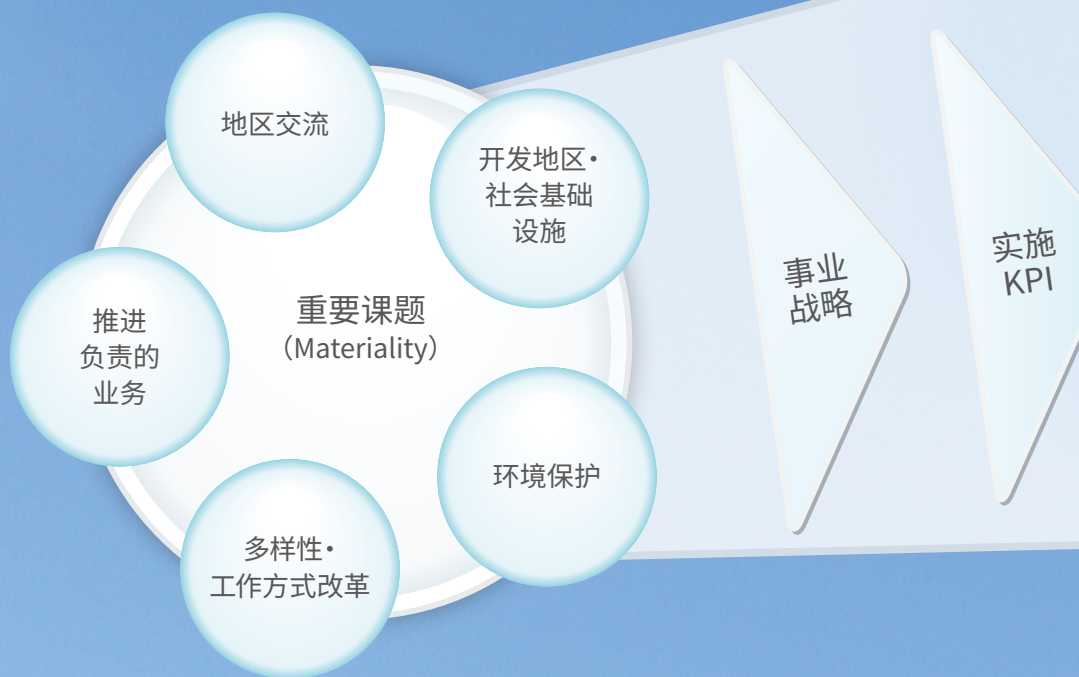 地区交流
开发地区•
社会基础
设施
重要课题
（Materiality）
推进
负责的
业务
环境保护
多样性•
工作方式改革
事业
战略
实施
KPI